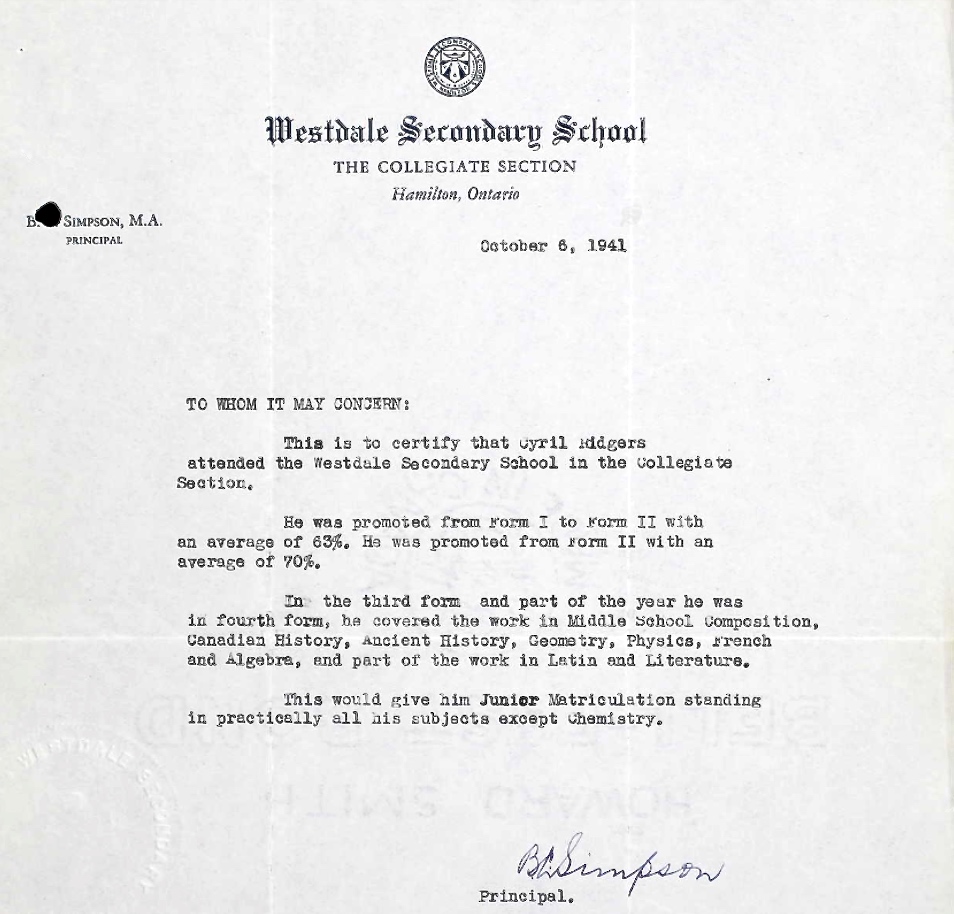 Westdale Secondary School
THE COLLEGIATE SECTION
Hamilton, Ontario
B. SIMPSON, M.A.
PRINCIPAL
October 6, 1941
TO WHOM IT MAY CONCERN:
This is to certify that Cyril Ridgers
attended the Westdale Secondary School in the Collegiate
Section.
He was promoted from Form I to Form II with
an average of 63%. He was promoted from Form II with an
average of 70%.
In the third form and part of the year he was
in fourth form, he covered the work in Middle School Composition,
Canadian History, Ancient History, Geometry, Physics, French
and Algebra, and part of the work in Latin and Literature.
This would give him Junior Matriculation standing
in practically all his subjects except Chemistry.
WESTDALE SECONDARY
HOWARD SMITH
BCSimpson
Principal.